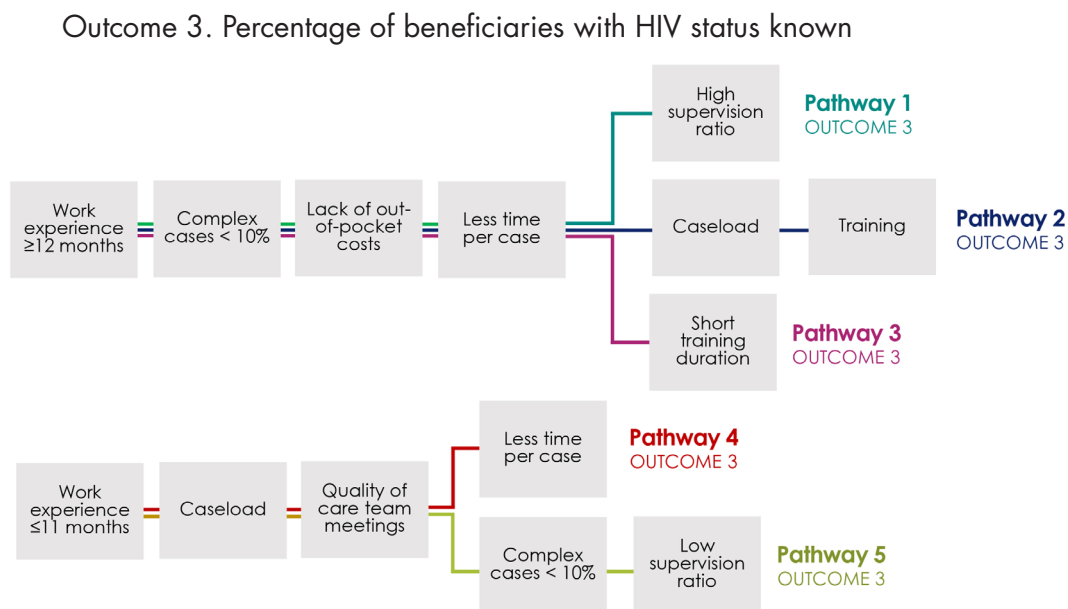 Outcome 3. Percentage of beneficiaries with HIV status known
High
supervision
ratio
Pathway 1
OUTCOME 3
Work
experience
≥12 months
Complex
cases < 10%
Lack of out-
of-pocket
costs
Less time
per case
Caseload
Training
Pathway 2
OUTCOME 3
Short
training
duration
Pathway 3
OUTCOME 3
Less time
per case
Pathway 4
OUTCOME 3
Work
experience
≤11 months
Caseload
Quality of
care team
meetings
Complex
cases < 10%
Low
supervision
ratio
Pathway 5
OUTCOME 3